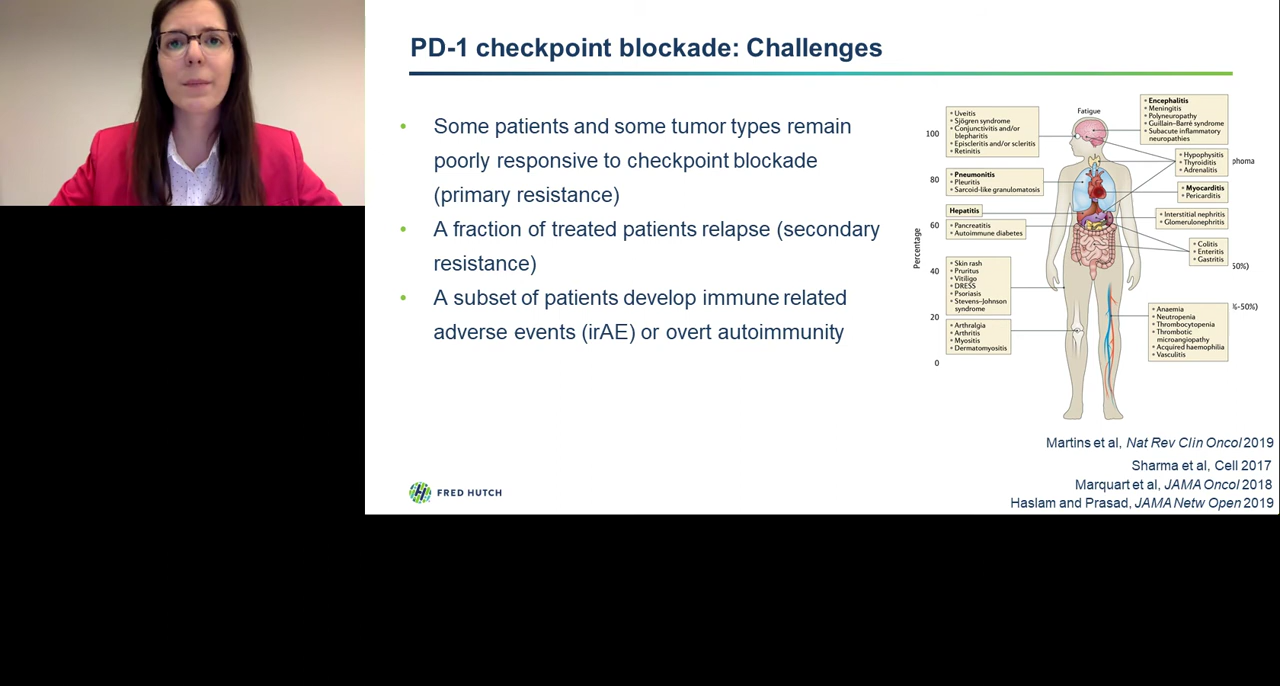 PD-1 checkpoint blockade: Challenges
• Some patients and some tumor types remain
poorly responsive to checkpoint blockade
(primary resistance)
• A fraction of treated patients relapse (secondary
resistance)
• A subset of patients develop immune related
adverse events (irAE) or overt autoimmunity
Percentage
100
80
60
40
20
0
Fatigue
• Uveitis
• Sjögren syndrome
• Conjunctivitis and/or
blepharitis
• Episcleritis and/or scleritis
• Retinitis
• Pneumonitis
• Pleuritis
• Sarcoid-like granulomatosis
Hepatitis
• Pancreatitis
• Autoimmune diabetes
• Skin rash
• Pruritus
• Vitiligo
• DRESS
• Psoriasis
• Stevens–Johnson
syndrome
• Arthralgia
• Arthritis
• Myositis
• Dermatomyositis
• Encephalitis
• Meningitis
• Polyneuropathy
• Guillain–Barré syndrome
• Subacute inflammatory
neuropathies
• Hypophysitis
• Thyroiditis
• Adrenalitis
phoma
• Myocarditis
• Pericarditis
• Interstitial nephritis
• Glomerulonephritis
• Colitis
• Enteritis
• Gastritis
50%)
%-50%)
• Anaemia
• Neutropenia
• Thrombocytopenia
• Thrombotic
microangiopathy
• Acquired haemophilia
• Vasculitis
Martins et al, Nat Rev Clin Oncol 2019
Sharma et al, Cell 2017
Marquart et al, JAMA Oncol 2018
Haslam and Prasad, JAMA Netw Open 2019
FRED HUTCH